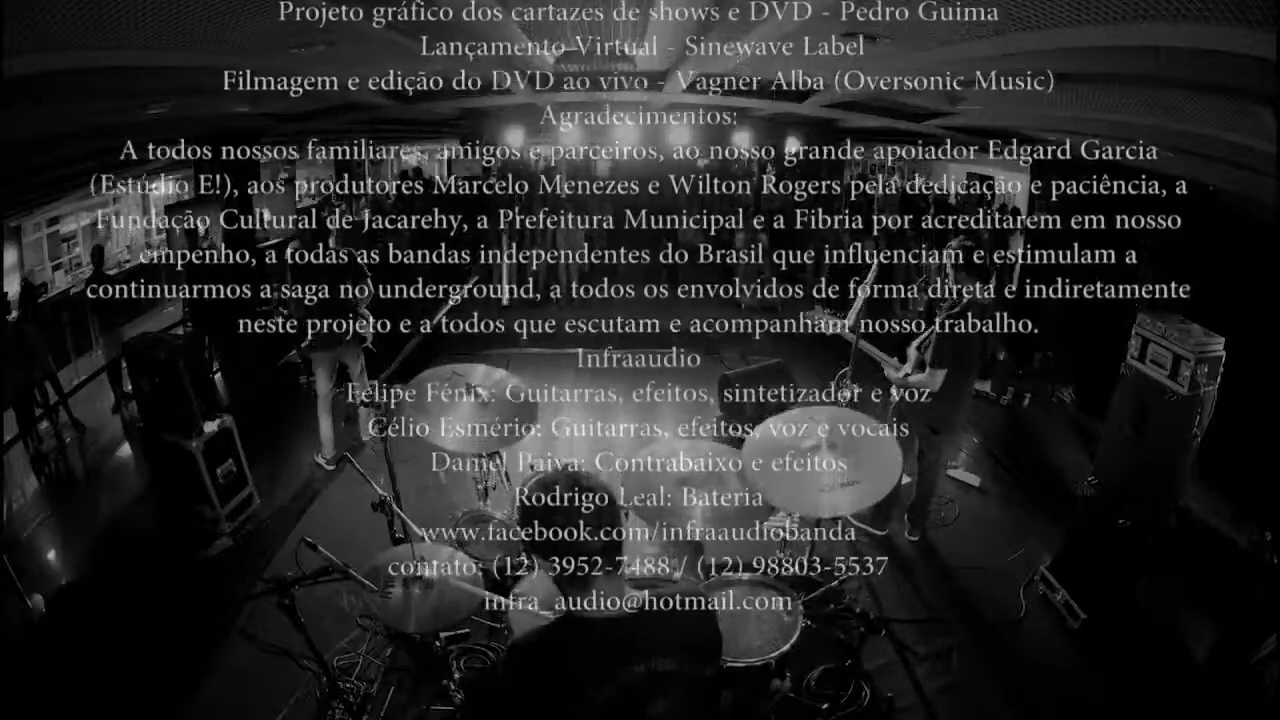 Projeto gráfico dos cartazes de shows e DVD - Pedro Guima
Lançamento Virtual - Sinewave Label
Filmagem e edição do DVD ao vivo - Vagner Alba (Oversonic Music)
Agradecimentos:
A todos nossos familiares, amigos e parceiros, ao nosso grande apoiador Edgard Garcia
(Estúdio E!), aos produtores Marcelo Menezes e Wilton Rogers pela dedicação e paciência, a
Fundação Cultural de Jacarehy, a Prefeitura Municipal e a Fibria por acreditarem em nosso
empenho, a todas as bandas independentes do Brasil que influenciam e estimulam a
continuarmos a saga no underground, a todos os envolvidos de forma direta e indiretamente
neste projeto e a todos que escutam e acompanham nosso trabalho.
Infraaudio
Felipe Fénix: Guitarras, efeitos, sintetizador e voz
Célio Esmério: Guitarras, efeitos, voz e vocais
Daniel Paiva: Contrabaixo e efeitos
Rodrigo Leal: Bateria
www.facebook.com/infraaudiobanda
contato: (12) 3952-7488 / (12) 98803-5537
infra_audio@hotmail.com